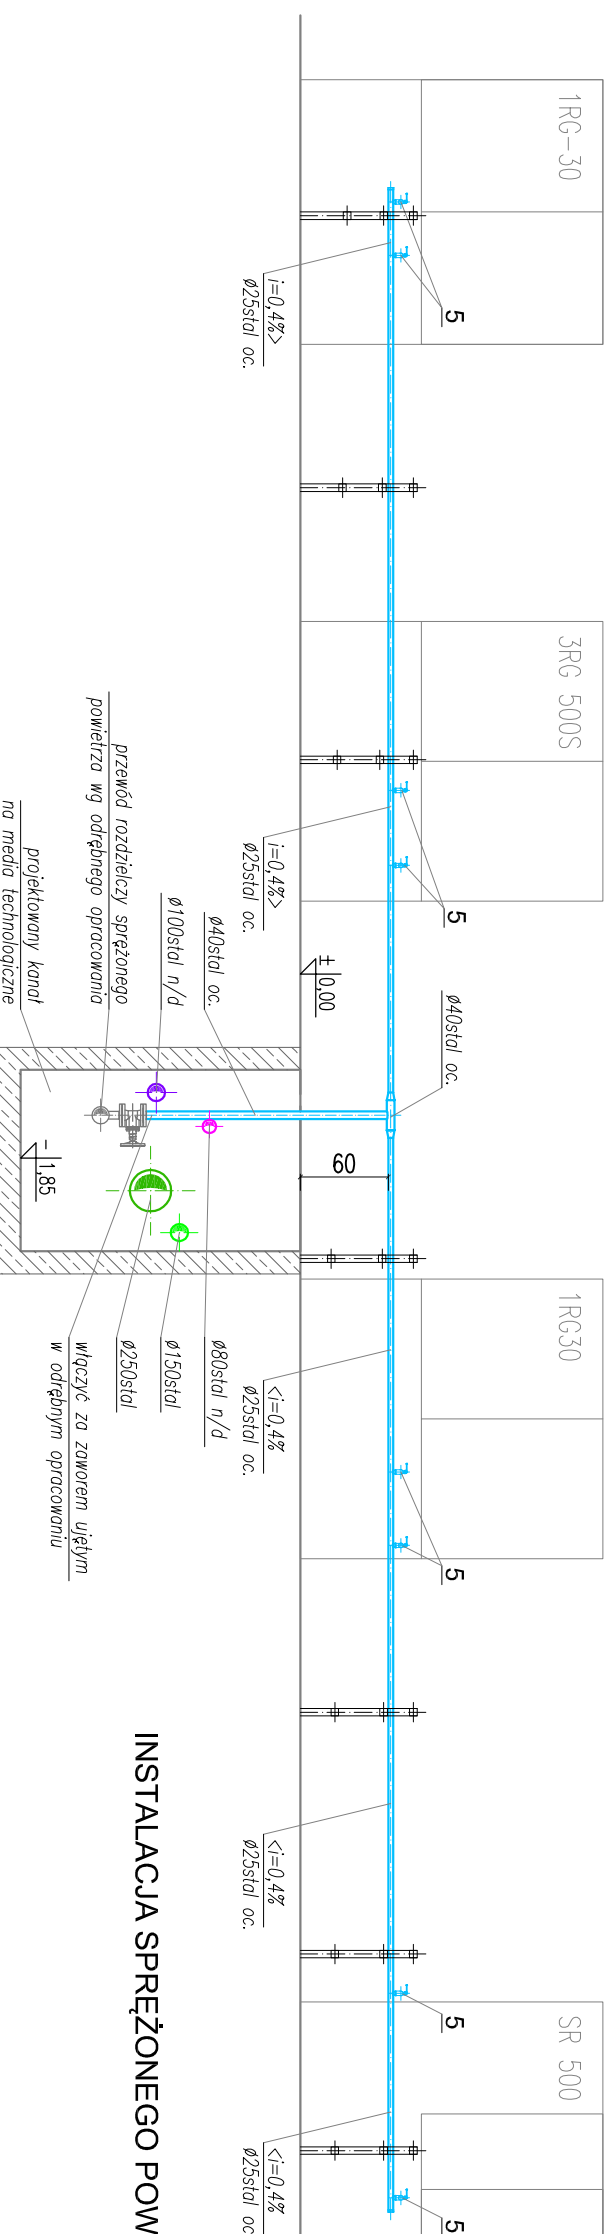 1RG-30
3RG 500S
1RG30
SR 500
5
5
5
5
5
ø40stal oc.
i=0,4%>
ø25stal oc.
i=0,4%>
ø25stal oc.
±
0,00
60
<i=0,4%
ø25stal oc.
<i=0,4%
ø25stal oc.
<i=0,4%
ø25stal oc
ø40stal oc.
ø100stal n/d
przewód rozdzielczy sprężonego
powietrza wg odrębnego opracowania
projektowany kanał
na media technologiczne
-
1,85
ø80stal n/d
ø150stal
ø250stal
włączyć za zaworem ujętym
w odrębnym opracowaniu
INSTALACJA SPRĘŻONEGO POW